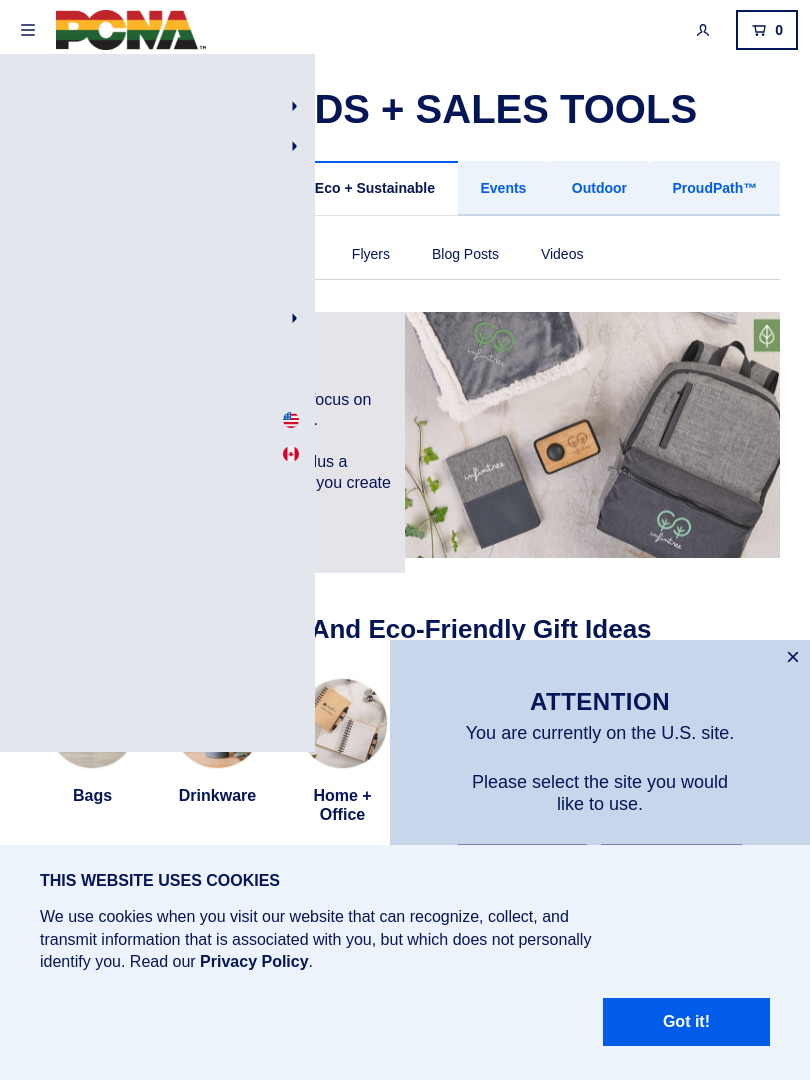 PCNA™
0
DS + SALES TOOLS
Eco + Sustainable
Events
Outdoor
ProudPath™
Flyers
Blog Posts
Videos
focus on
.
lus a
you create
infinitree
infinitree
infinitree
And Eco-Friendly Gift Ideas
Bags
Drinkware
Home +
Office
ATTENTION
You are currently on the U.S. site.
Please select the site you would
like to use.
THIS WEBSITE USES COOKIES
We use cookies when you visit our website that can recognize, collect, and
transmit information that is associated with you, but which does not personally
identify you. Read our Privacy Policy.
Got it!